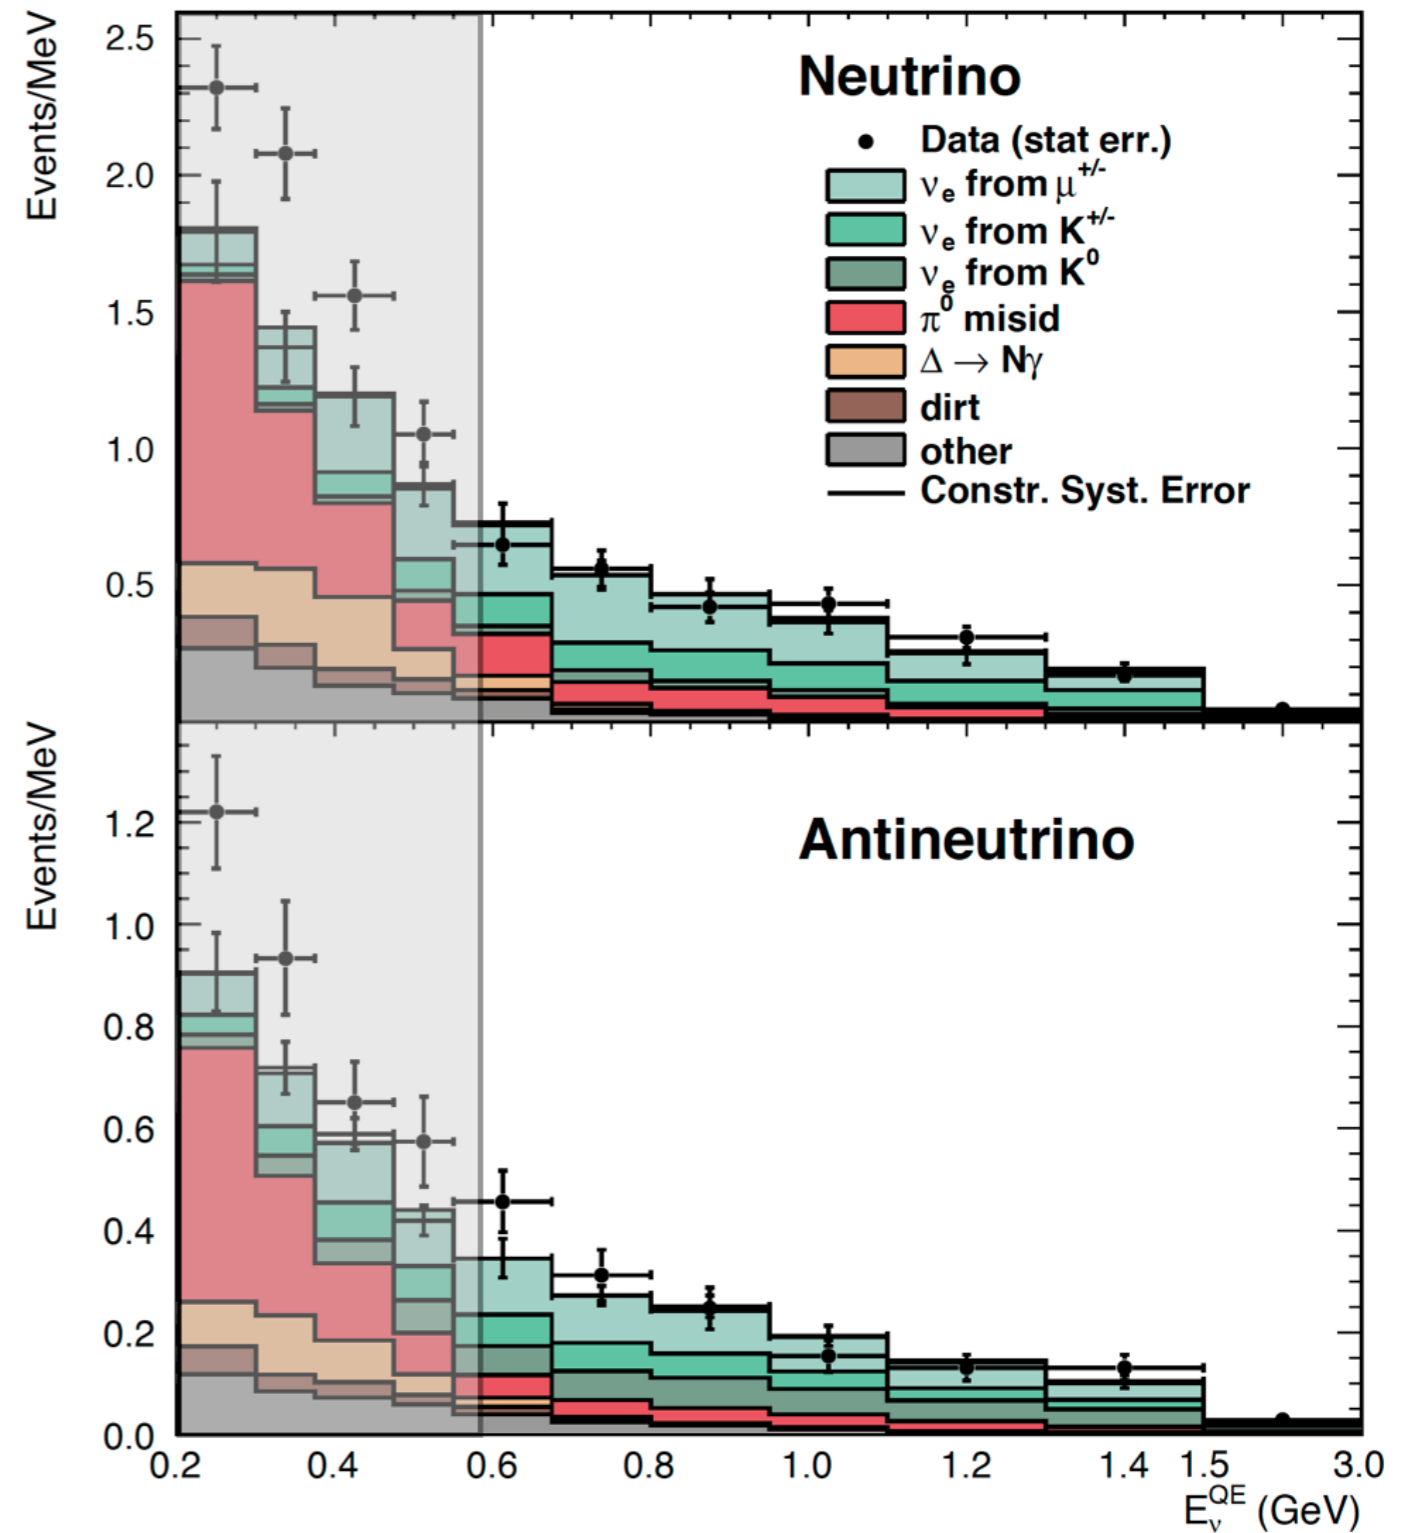 Events/MeV
2.5
2.0
1.5
1.0
0.5
Neutrino
Data (stat err.)
νe from μ+/-
νe from K+/-
νe from K0
π0 misid
Δ → Nγ
dirt
other
Constr. Syst. Error
Events/MeV
1.2
1.0
0.8
0.6
0.4
0.2
0.0
Antineutrino
0.2 0.4 0.6 0.8 1.0 1.2 1.4 1.5 3.0
EνQE (GeV)